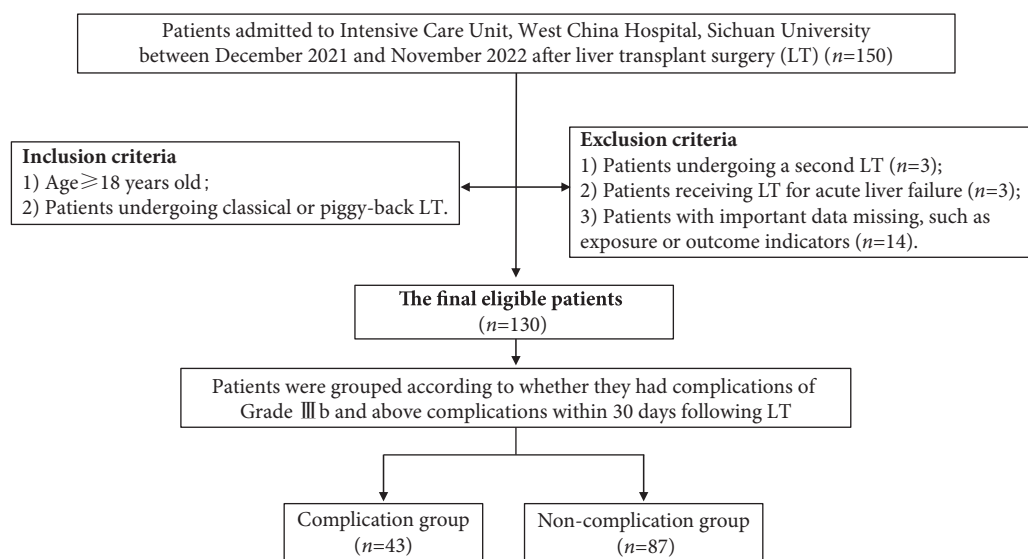 Patients admitted to Intensive Care Unit, West China Hospital, Sichuan University
between December 2021 and November 2022 after liver transplant surgery (LT) (n=150)
Inclusion criteria
1) Age≥18 years old;
2) Patients undergoing classical or piggy-back LT.
Exclusion criteria
1) Patients undergoing a second LT (n=3);
2) Patients receiving LT for acute liver failure (n=3);
3) Patients with important data missing, such as
exposure or outcome indicators (n=14).
The final eligible patients
(n=130)
Patients were grouped according to whether they had complications of
Grade Ⅲb and above complications within 30 days following LT
Complication group
(n=43)
Non-complication group
(n=87)